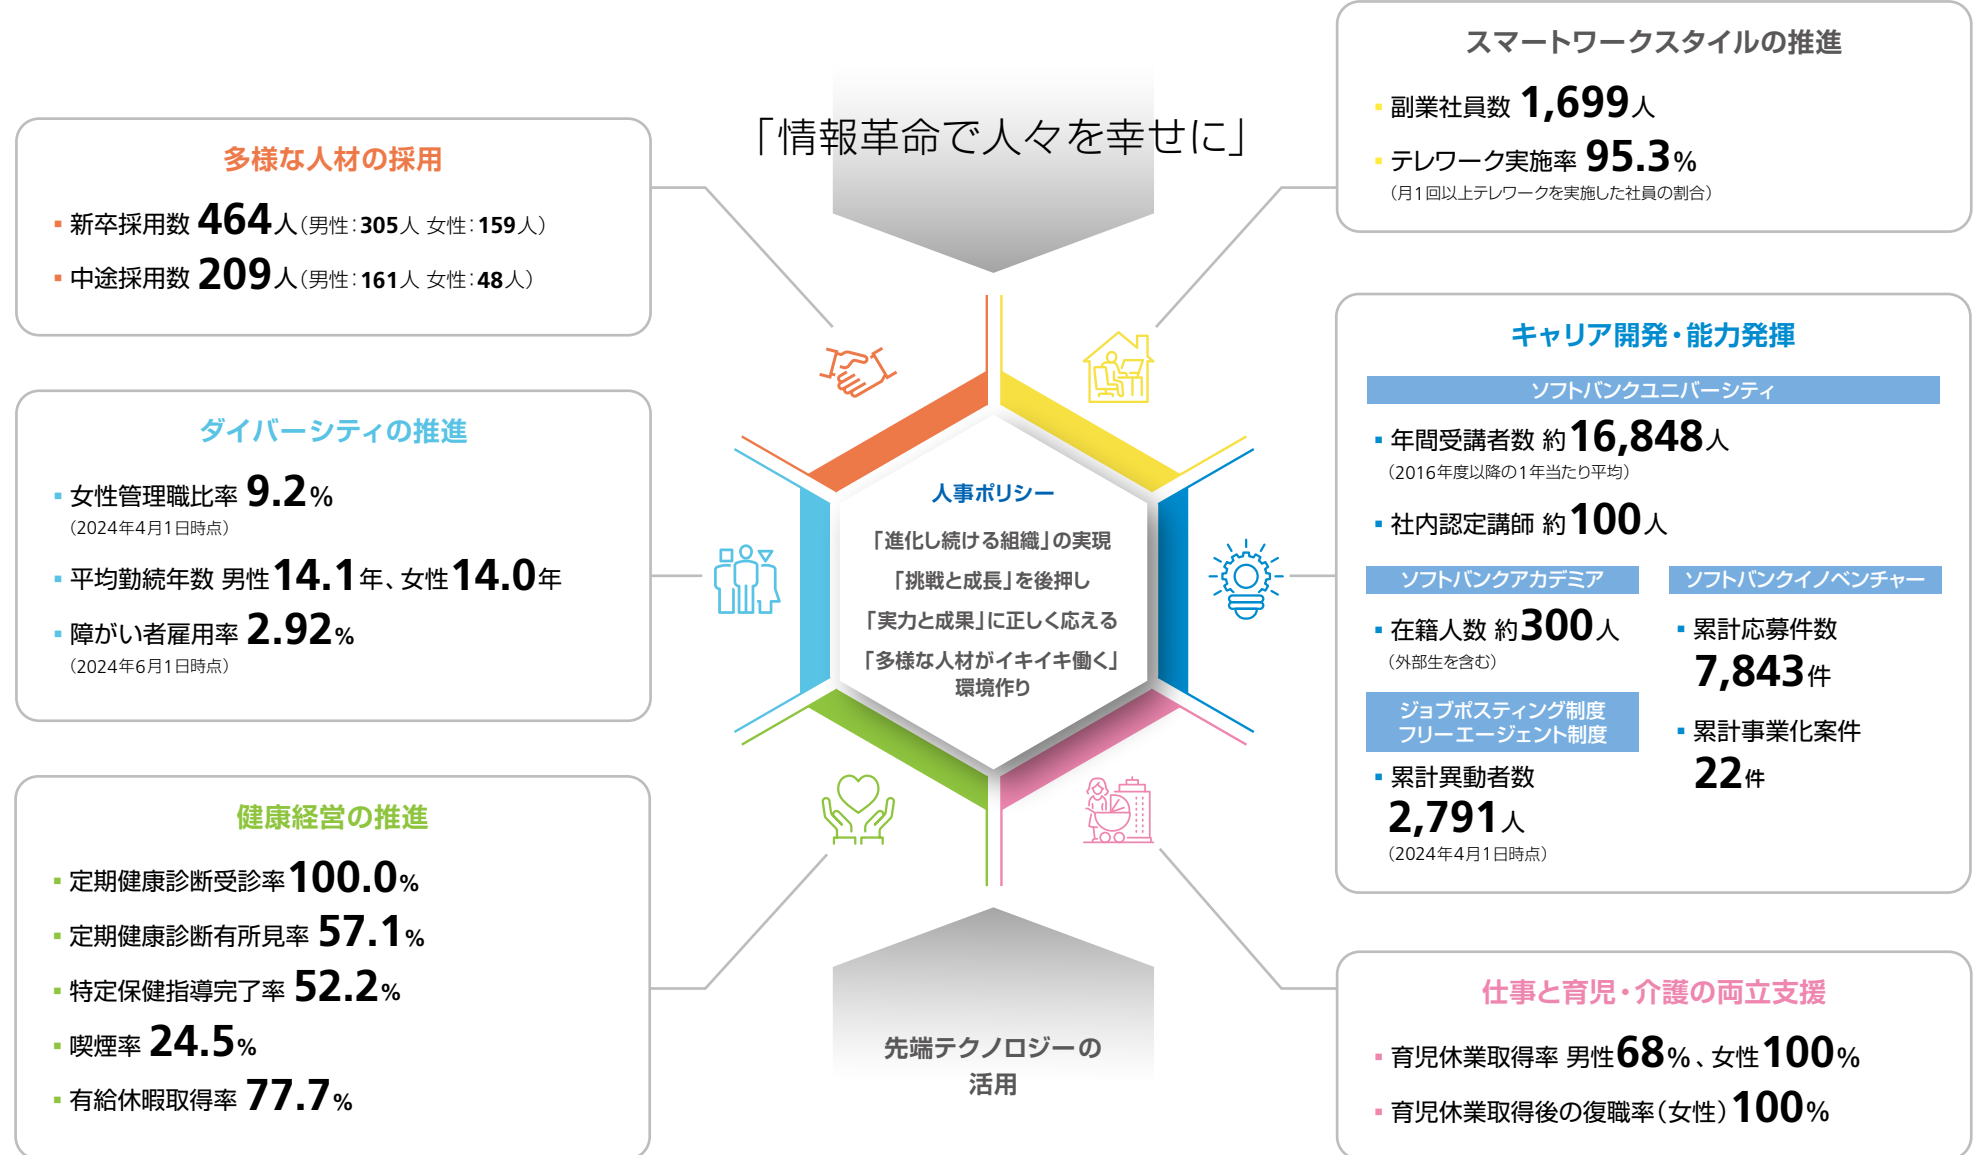 「情報革命で人々を幸せに」
多様な人材の採用
▪ 新卒採用数 464人（男性：305人 女性：159人）
▪ 中途採用数 209人（男性：161人 女性：48人）
ダイバーシティの推進
▪ 女性管理職比率 9.2%
（2024年4月1日時点）
▪ 平均勤続年数 男性14.1年、女性14.0年
▪ 障がい者雇用率 2.92%
（2024年6月1日時点）
健康経営の推進
▪ 定期健康診断受診率100.0%
▪ 定期健康診断有所見率 57.1%
▪ 特定保健指導完了率 52.2%
▪ 喫煙率 24.5%
▪ 有給休暇取得率 77.7%
人事ポリシー
「進化し続ける組織」の実現
「挑戦と成長」を後押し
「実力と成果」に正しく応える
「多様な人材がイキイキ働く」
環境作り
先端テクノロジーの
活用
スマートワークスタイルの推進
▪ 副業社員数 1,699人
▪ テレワーク実施率 95.3%
（月1回以上テレワークを実施した社員の割合）
キャリア開発・能力発揮
ソフトバンクユニバーシティ
▪ 年間受講者数 約16,848人
（2016年度以降の1年当たり平均）
▪ 社内認定講師 約100人
ソフトバンクアカデミア
▪ 在籍人数 約300人
（外部生を含む）
ジョブポスティング制度
フリーエージェント制度
▪ 累計異動者数
2,791人
（2024年4月1日時点）
ソフトバンクイノベンチャー
▪ 累計応募件数
7,843件
▪ 累計事業化案件
22件
仕事と育児・介護の両立支援
▪ 育児休業取得率 男性68%、女性100%
▪ 育児休業取得後の復職率（女性）100%